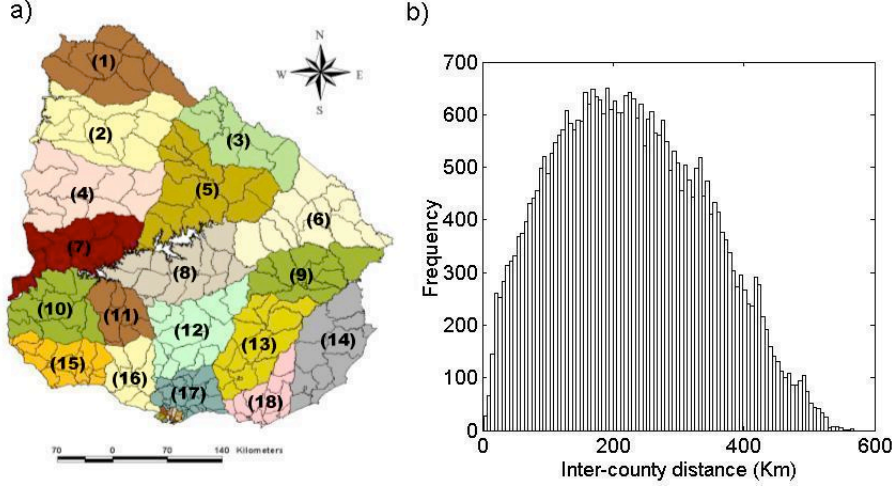 a)
N
W E
S
(1)
(2)
(3)
(4)
(5)
(6)
(7)
(8)
(9)
(10)
(11)
(12)
(13)
(14)
(15)
(16)
(17)
(18)
70 0 70 140 Kilometers
b)
700
600
500
400
300
200
100
0
Frequency
0 200 400 600
Inter-county distance (Km)